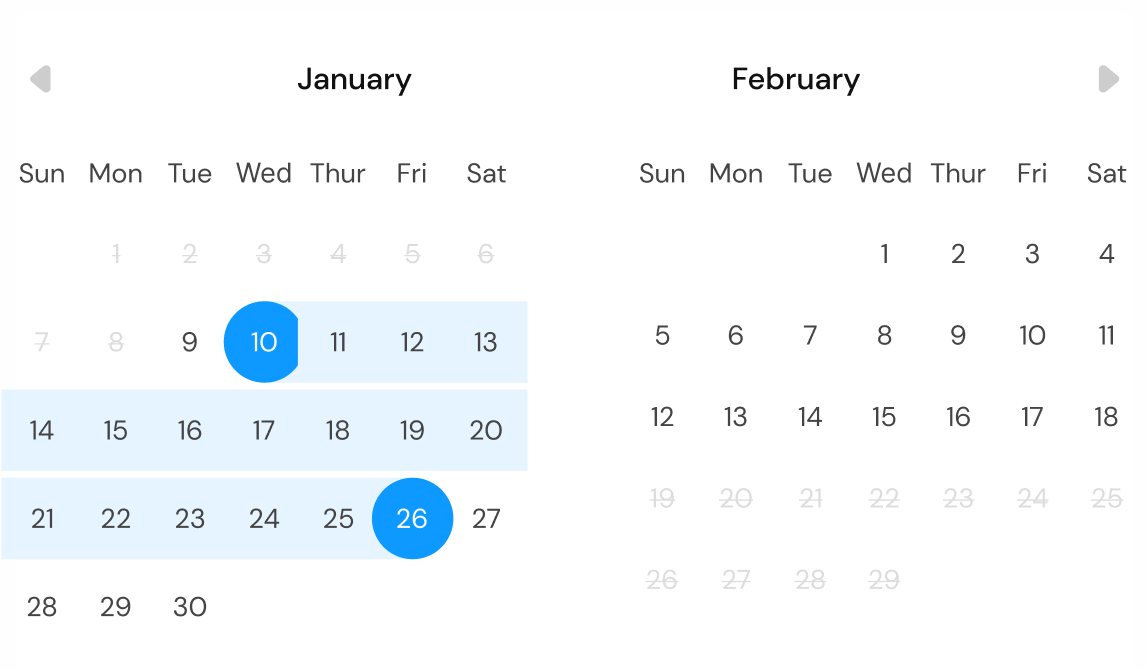 January
Sun Mon Tue Wed Thur Fri Sat
1 2 3 4 5 6
7 8 9 10 11 12 13
14 15 16 17 18 19 20
21 22 23 24 25 26 27
28 29 30
February
Sun Mon Tue Wed Thur Fri Sat
1 2 3 4
5 6 7 8 9 10 11
12 13 14 15 16 17 18
19 20 21 22 23 24 25
26 27 28 29